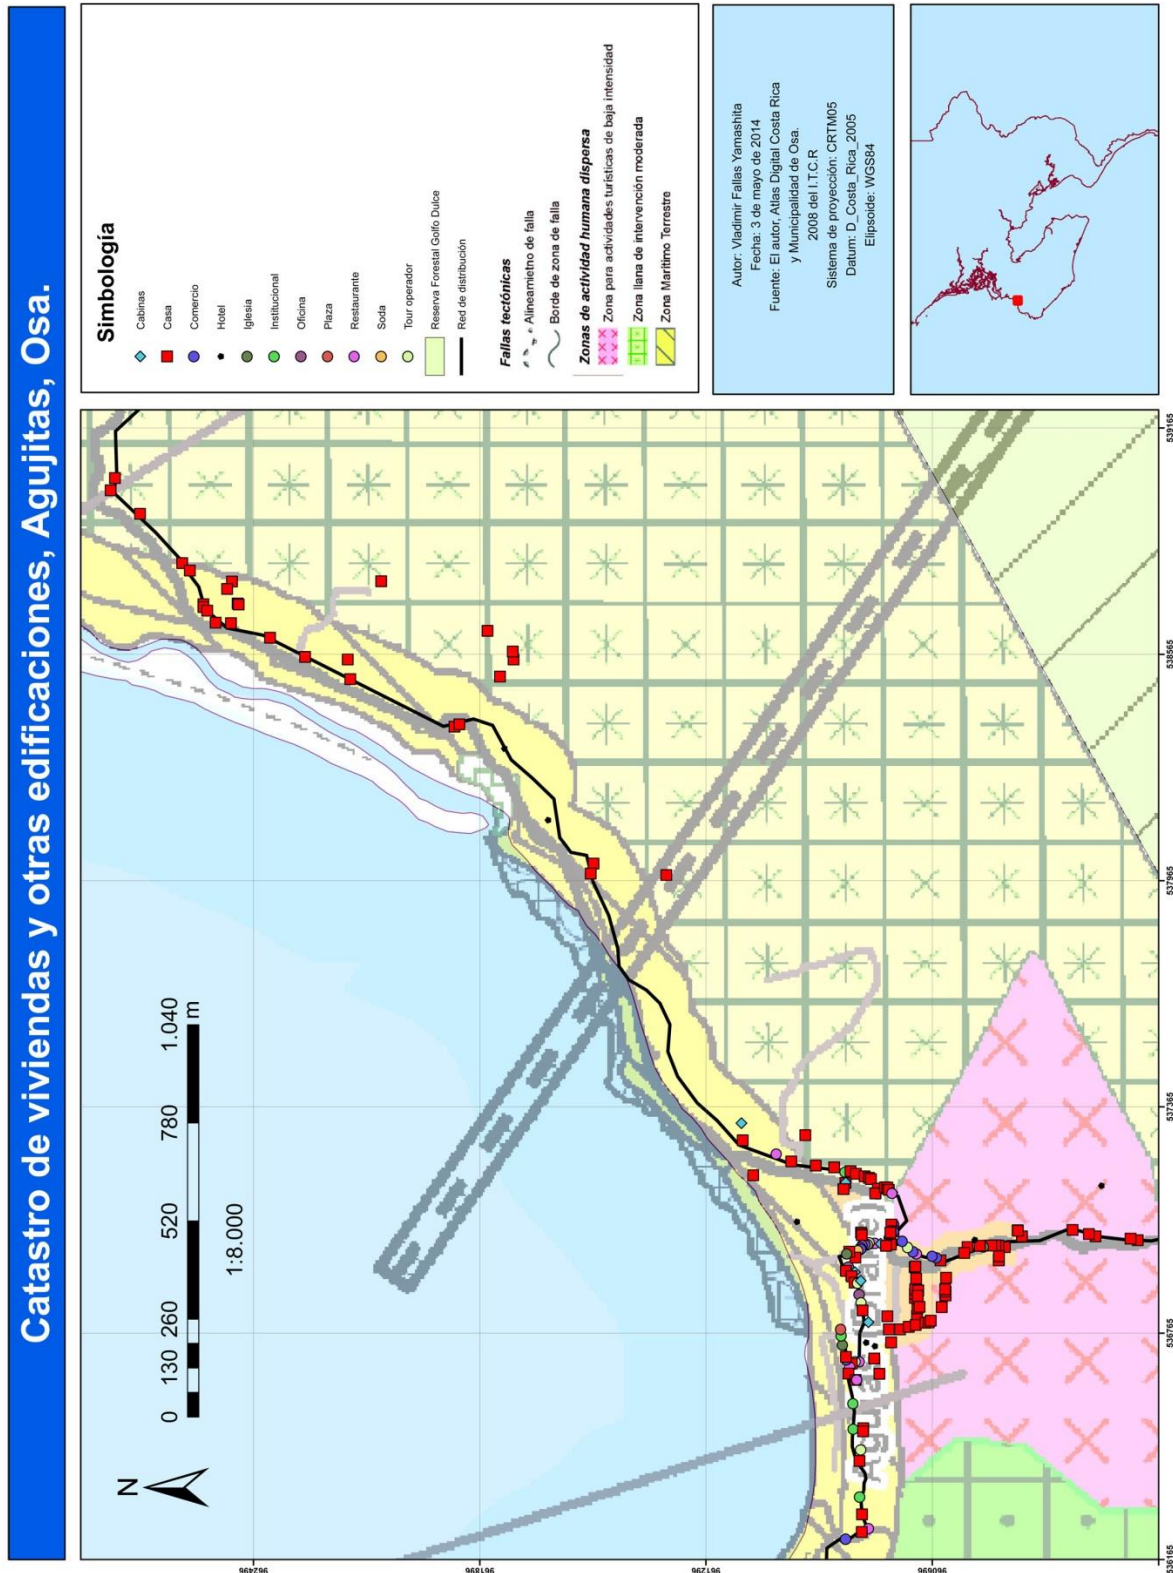 Catastro de viviendas y otras edificaciones, Agujitas, Osa.
N
0 130 260 520 780 1.040
m
1:8.000
Simbología
Cabinas
Casa
Comercio
Hotel
Iglesia
Institucional
Oficina
Plaza
Restaurante
Soda
Tour operador
Reserva Forestal Golfo Dulce
Red de distribución
Fallas tectónicas
Alineamietno de falla
Borde de zona de falla
Zonas de actividad humana dispersa
Zona para actividades turísticas de baja intensidad
Zona llana de intervención moderada
Zona Marítimo Terrestre
Autor: Vladimir Fallas Yamashita
Fecha: 3 de mayo de 2014
Fuente: El autor, Atlas Digital Costa Rica
y Municipalidad de Osa.
2008 del I.T.C.R
Sistema de proyección: CRTM05
Datum: D_Costa_Rica_2005
Elipsoide: WGS84
962496
961896
961296
960696
536165
536765
537365
537965
538565
539165